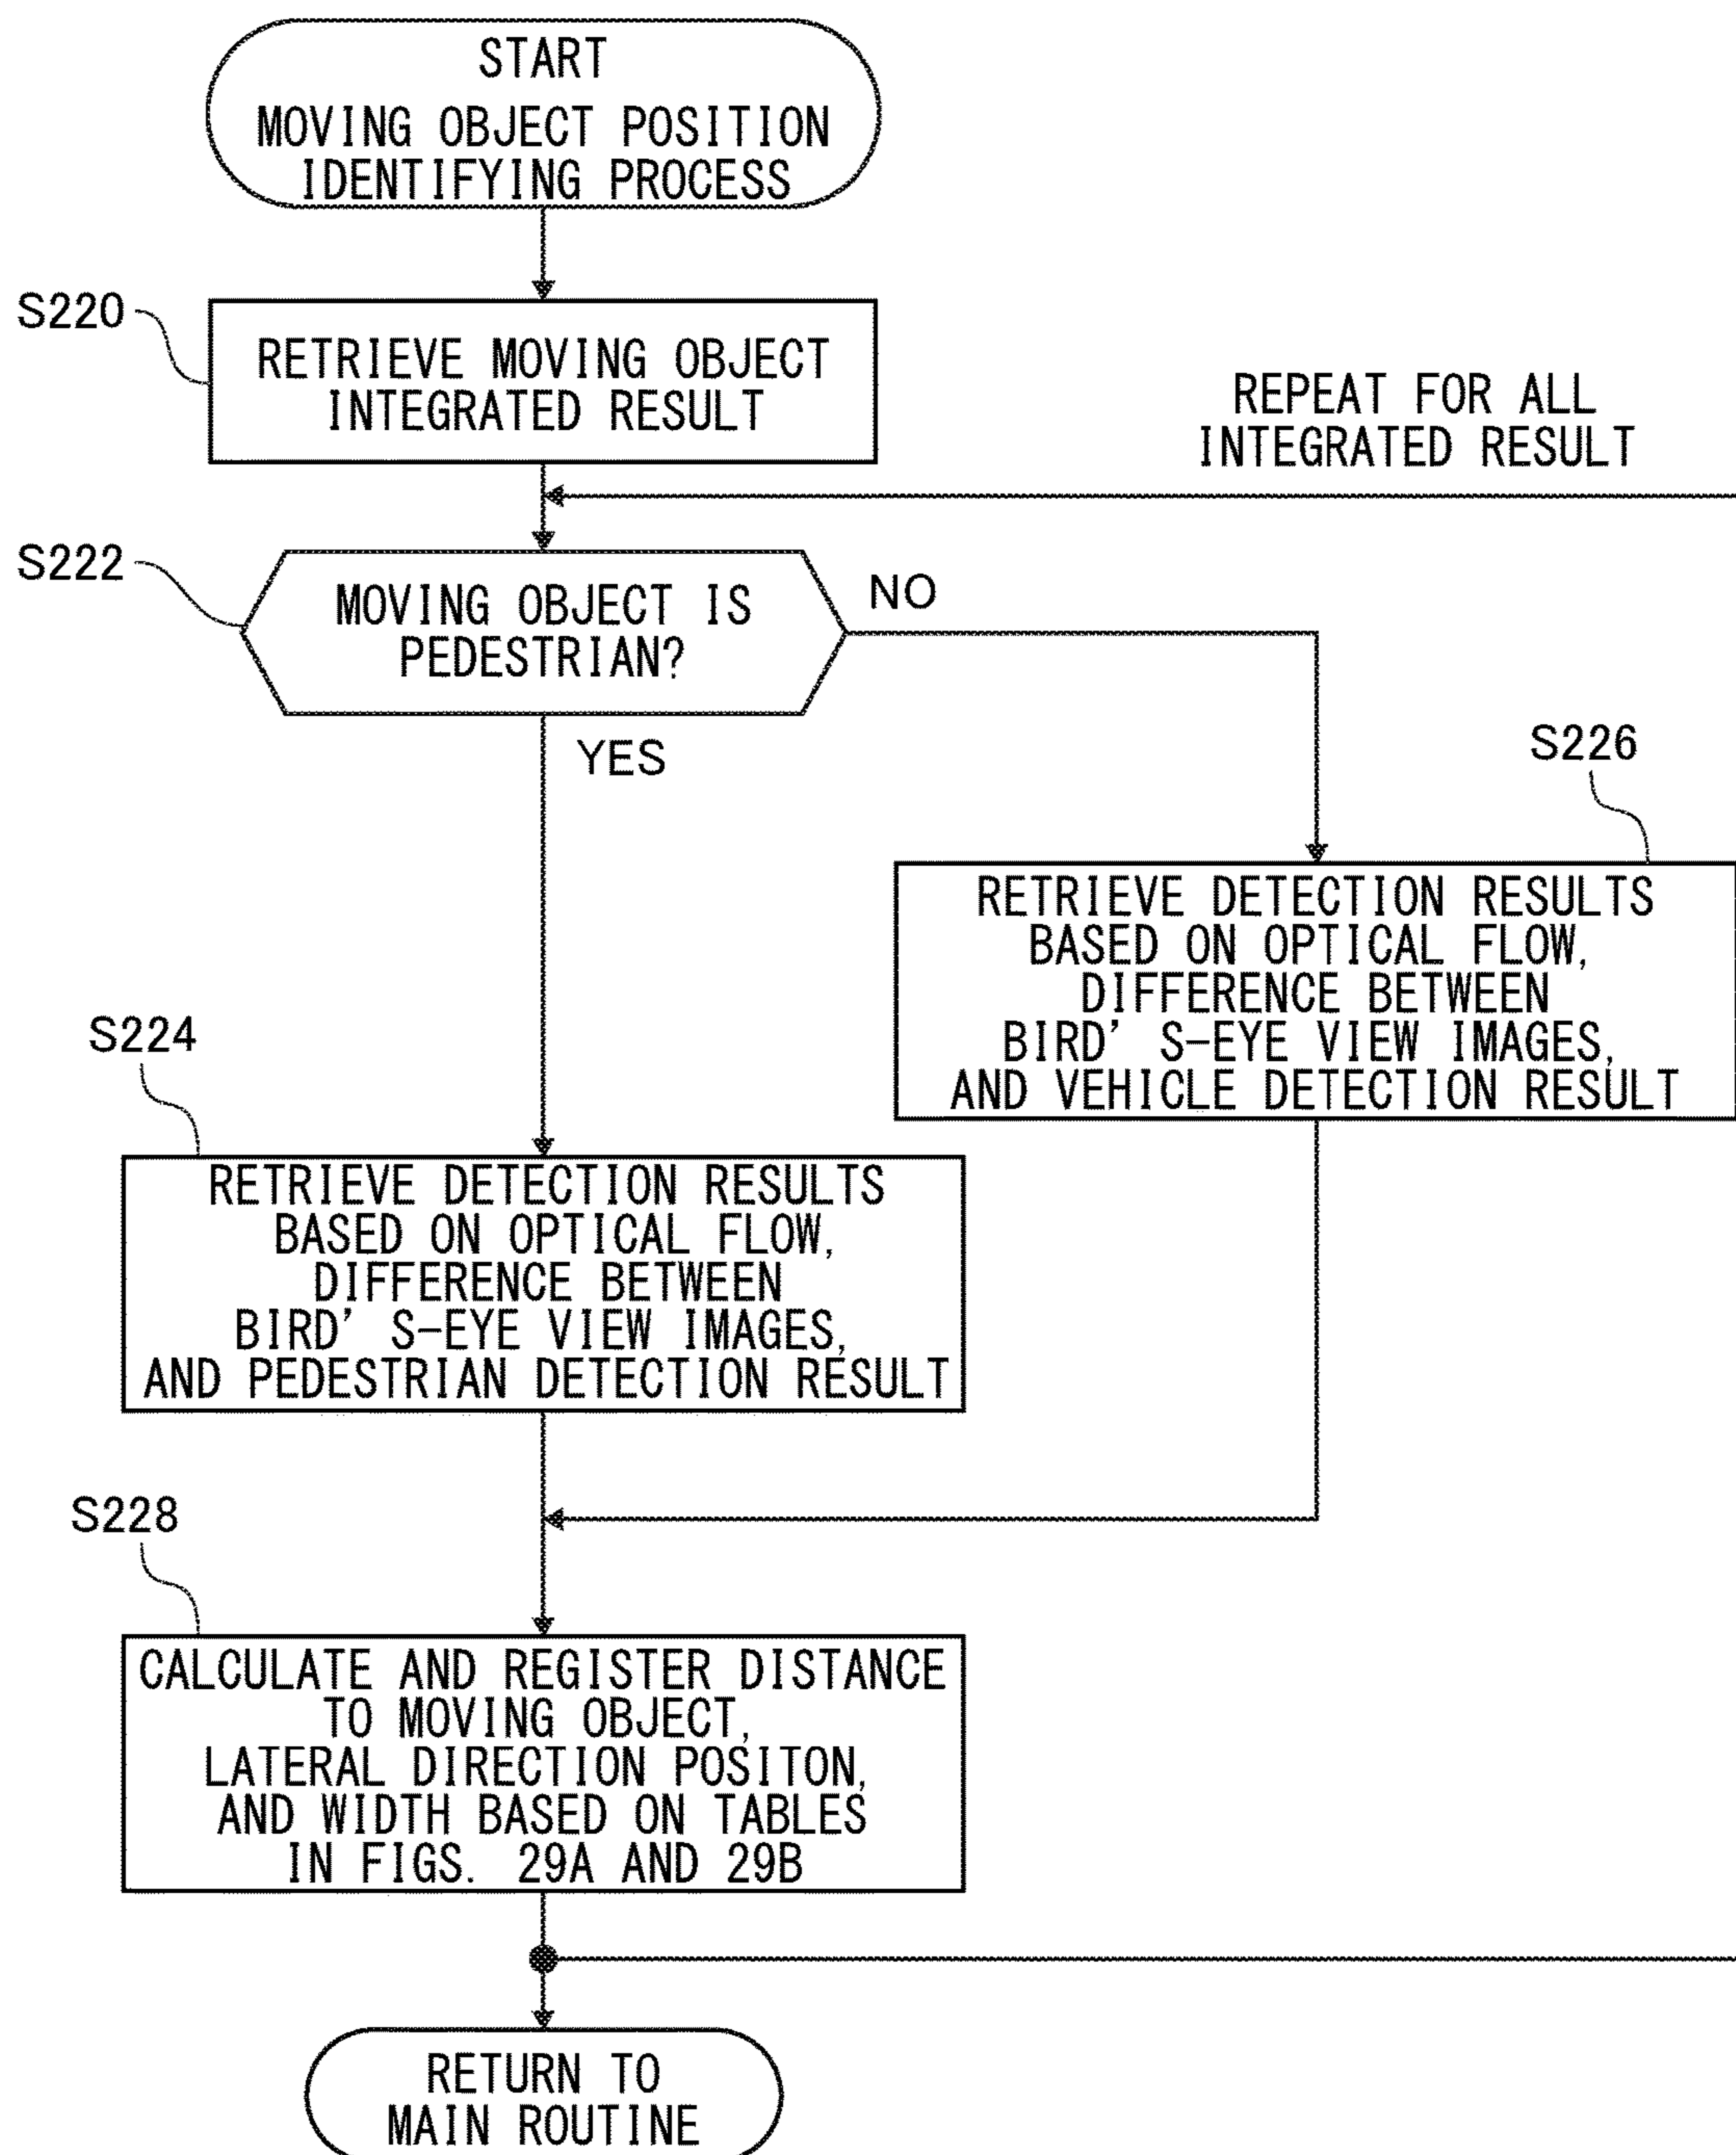 START
MOVING OBJECT POSITION
IDENTIFYING PROCESS
S220
RETRIEVE MOVING OBJECT
INTEGRATED RESULT
REPEAT FOR ALL
INTEGRATED RESULT
S222
MOVING OBJECT IS
PEDESTRIAN?
NO
YES
S226
RETRIEVE DETECTION RESULTS
BASED ON OPTICAL FLOW,
DIFFERENCE BETWEEN
BIRD' S-EYE VIEW IMAGES,
AND VEHICLE DETECTION RESULT
S224
RETRIEVE DETECTION RESULTS
BASED ON OPTICAL FLOW,
DIFFERENCE BETWEEN
BIRD' S-EYE VIEW IMAGES,
AND PEDESTRIAN DETECTION RESULT
S228
CALCULATE AND REGISTER DISTANCE
TO MOVING OBJECT,
LATERAL DIRECTION POSITON,
AND WIDTH BASED ON TABLES
IN FIGS. 29A AND 29B
RETURN TO
MAIN ROUTINE